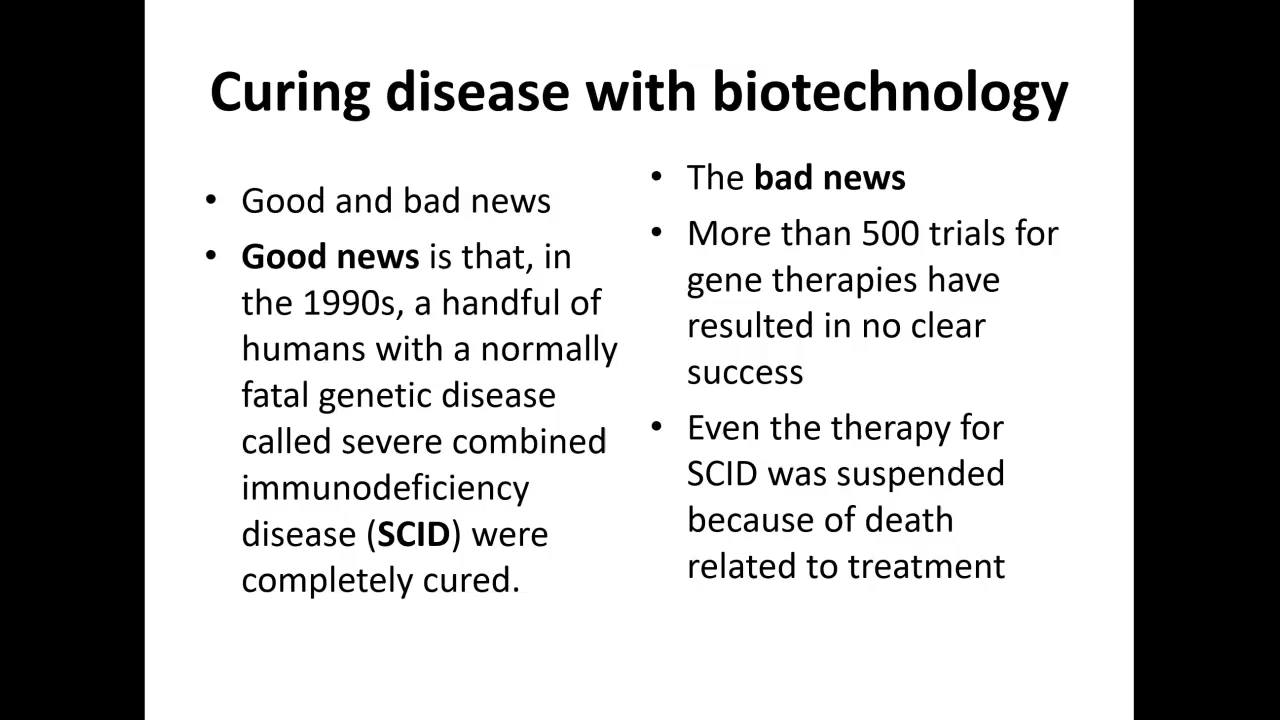 Curing disease with biotechnology
• Good and bad news
• Good news is that, in
the 1990s, a handful of
humans with a normally
fatal genetic disease
called severe combined
immunodeficiency
disease (SCID) were
completely cured.
• The bad news
• More than 500 trials for
gene therapies have
resulted in no clear
success
• Even the therapy for
SCID was suspended
because of death
related to treatment